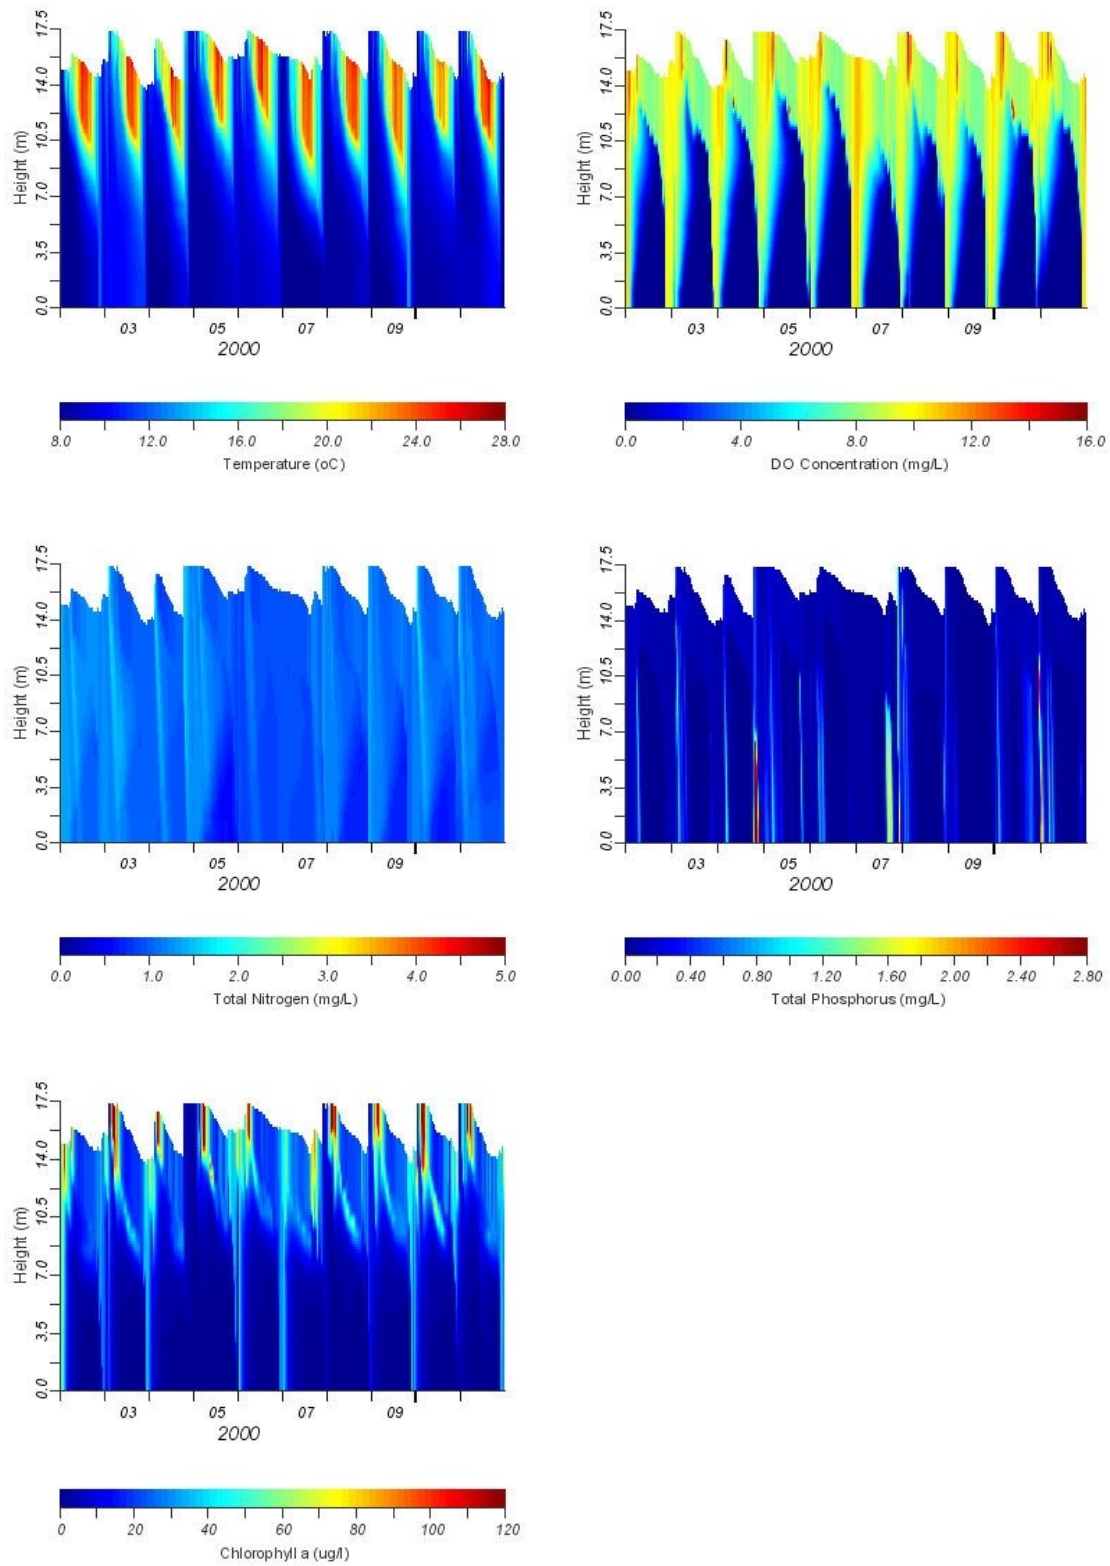 17.5
14.0
10.5
7.0
3.5
0.0
Height (m)
03 05 07 09
2000
8.0 12.0 16.0 20.0 24.0 28.0
Temperature (oC)
17.5
14.0
10.5
7.0
3.5
0.0
Height (m)
03 05 07 09
2000
0.0 4.0 8.0 12.0 16.0
DO Concentration (mg/L)
17.5
14.0
10.5
7.0
3.5
0.0
Height (m)
03 05 07 09
2000
0.0 1.0 2.0 3.0 4.0 5.0
Total Nitrogen (mg/L)
17.5
14.0
10.5
7.0
3.5
0.0
Height (m)
03 05 07 09
2000
0.00 0.40 0.80 1.20 1.60 2.00 2.40 2.80
Total Phosphorus (mg/L)
17.5
14.0
10.5
7.0
3.5
0.0
Height (m)
03 05 07 09
2000
0 20 40 60 80 100 120
Chlorophyll a (ug/l)